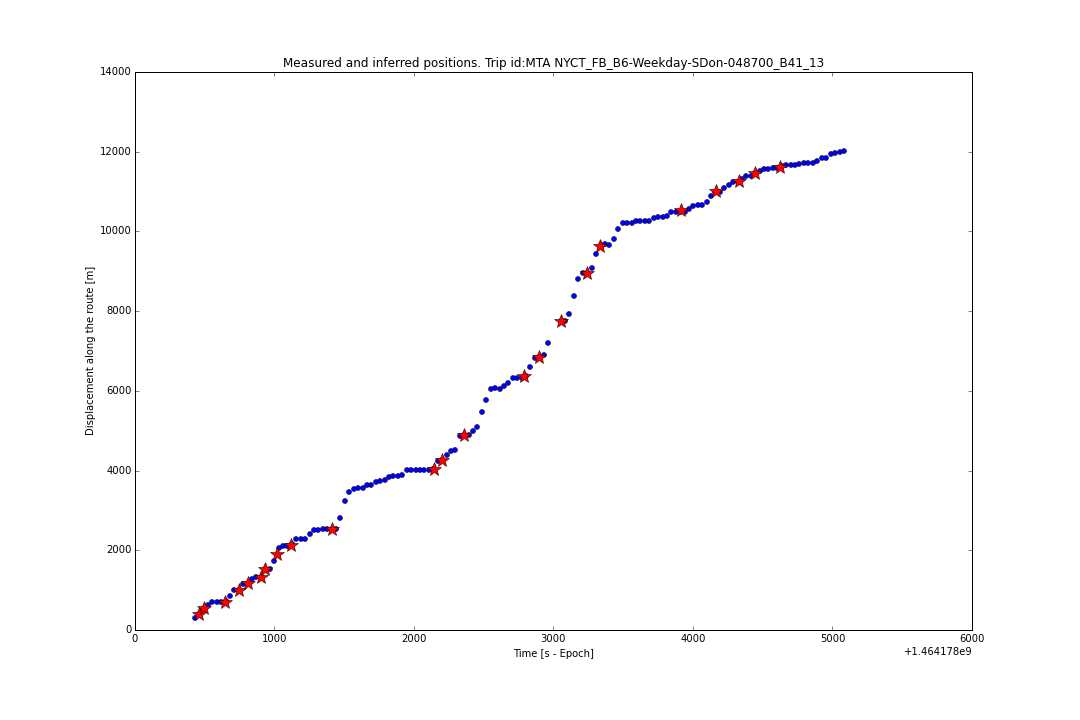 Measured and inferred positions. Trip id:MTA NYCT_FB_B6-Weekday-SDon-048700_B41_13
14000
12000
10000
8000
6000
4000
2000
0
Displacement along the route [m]
0 1000 2000 3000 4000 5000 6000
Time [s - Epoch]
+1.464178e9